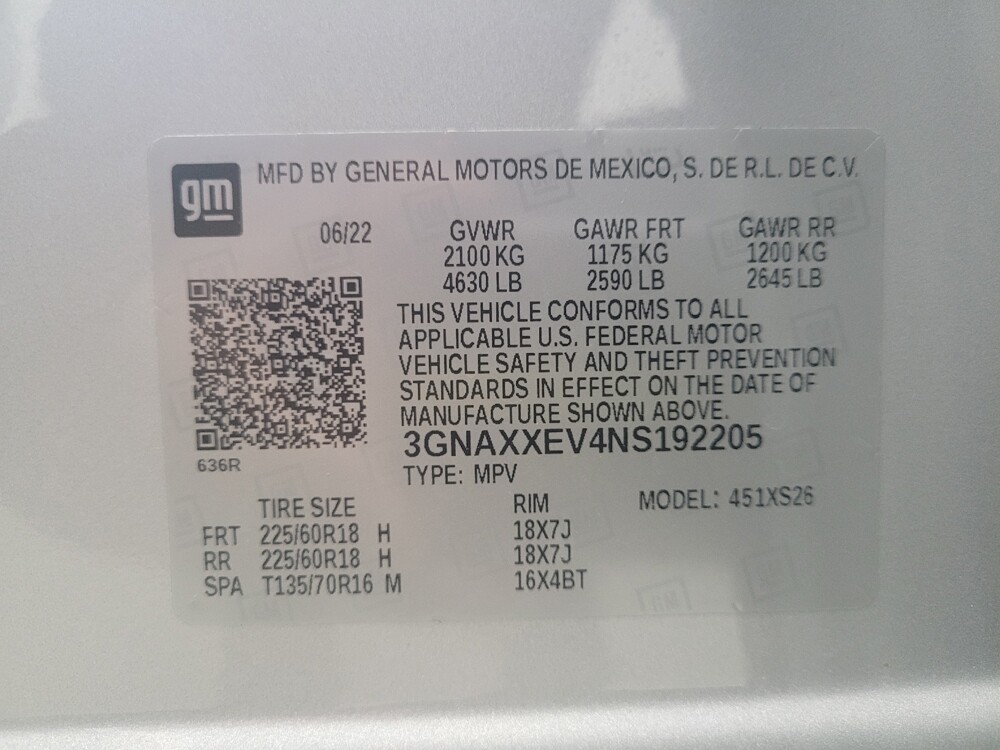 gm
MFD BY GENERAL MOTORS DE MEXICO, S. DE R.L. DE C.V.
06/22 GVWR GAWR FRT GAWR RR
2100 KG 1175 KG 1200 KG
4630 LB 2590 LB 2645 LB
THIS VEHICLE CONFORMS TO ALL
APPLICABLE U.S. FEDERAL MOTOR
VEHICLE SAFETY AND THEFT PREVENTION
STANDARDS IN EFFECT ON THE DATE OF
MANUFACTURE SHOWN ABOVE.
3GNAXXEV4NS192205
636R
TYPE: MPV
TIRE SIZE RIM MODEL: 451XS26
FRT 225/60R18 H 18X7J
RR 225/60R18 H 18X7J
SPA T135/70R16 M 16X4BT